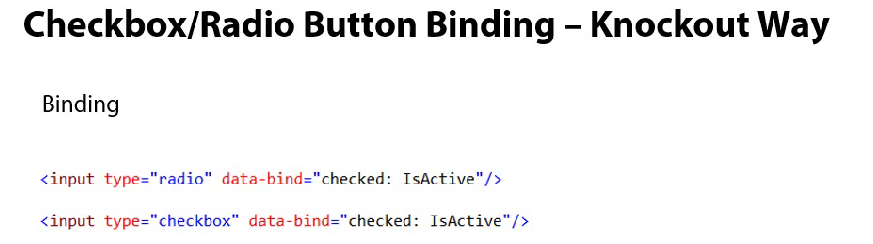 Checkbox/Radio Button Binding – Knockout Way
Binding
<input type="radio" data-bind="checked: IsActive"/>
<input type="checkbox" data-bind="checked: IsActive"/>